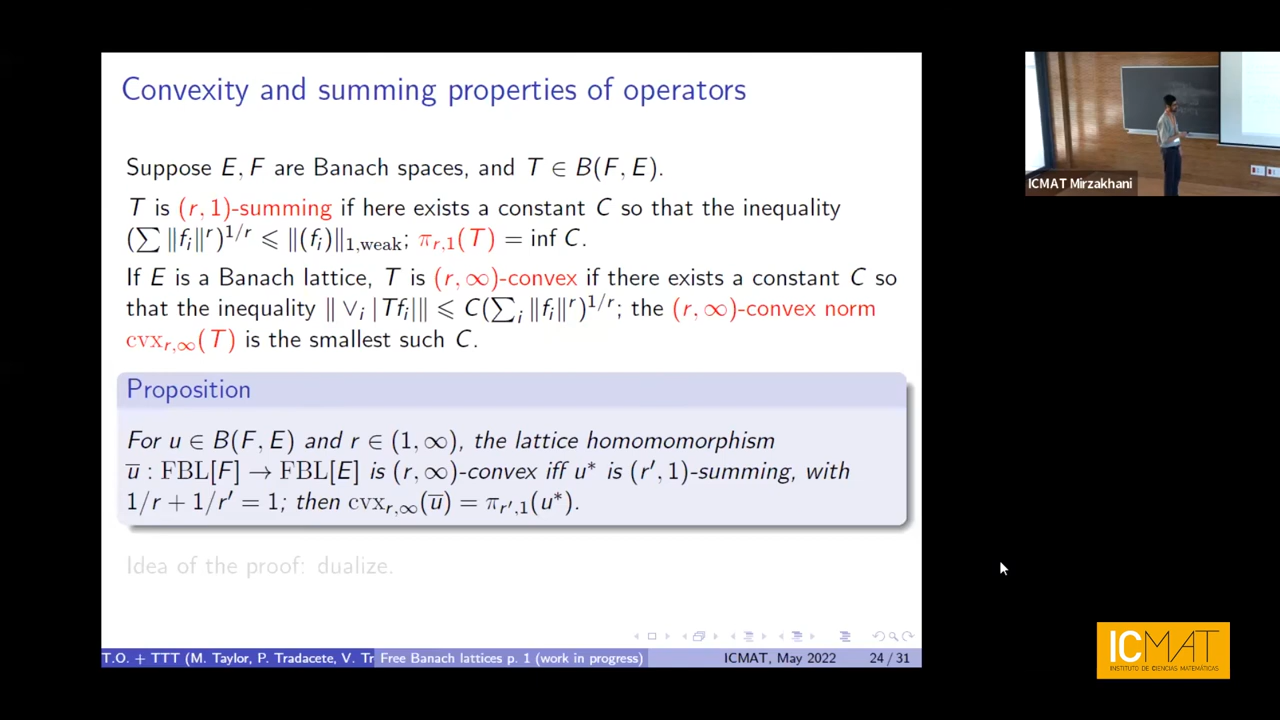 Convexity and summing properties of operators
Suppose E, F are Banach spaces, and T ∈ B(F, E).
T is (r, 1)-summing if here exists a constant C so that the inequality
(∑ ‖f_i‖^r)^{1/r} ⩽ ‖(f_i)‖_{1,weak}; π_{r,1}(T) = inf C.
If E is a Banach lattice, T is (r, ∞)-convex if there exists a constant C so
that the inequality ‖ ∨_i |Tf_i|‖ ⩽ C(∑_i ‖f_i‖^r)^{1/r}; the (r, ∞)-convex norm
cvx_{r,∞}(T) is the smallest such C.
Proposition
For u ∈ B(F, E) and r ∈ (1, ∞), the lattice homomomorphism
u̅ : FBL[F] → FBL[E] is (r, ∞)-convex iff u* is (r′, 1)-summing, with
1/r + 1/r′ = 1; then cvx_{r,∞}(u̅) = π_{r′,1}(u*).
Idea of the proof: dualize.
T.O. + TTT (M. Taylor, P. Tradacete, V. Tr
Free Banach lattices p. 1 (work in progress)
ICMAT, May 2022
24 / 31
ICMAT Mirzakhani
ICMAT
INSTITUTO DE CIENCIAS MATEMÁTICAS